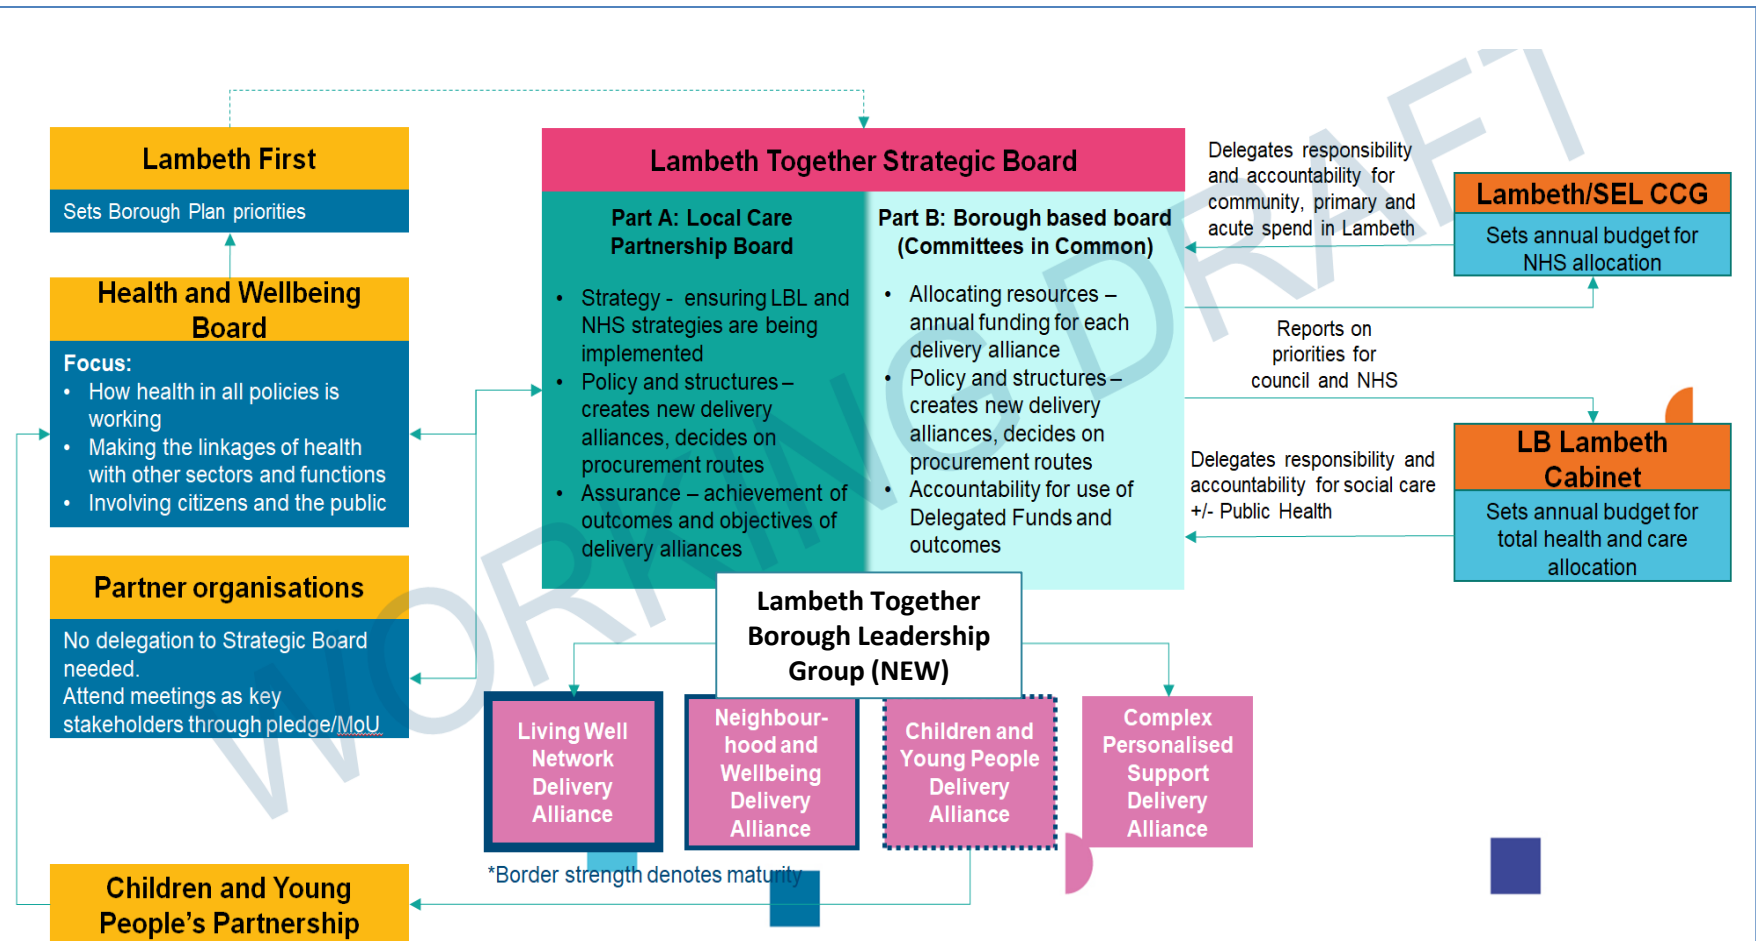 Lambeth First
Sets Borough Plan priorities
Health and Wellbeing
Board
Focus:
• How health in all policies is
working
• Making the linkages of health
with other sectors and functions
• Involving citizens and the public
Partner organisations
No delegation to Strategic Board
needed.
Attend meetings as key
stakeholders through pledge/MoU
Children and Young
People's Partnership
Lambeth Together Strategic Board
Part A: Local Care
Partnership Board
• Strategy - ensuring LBL and
NHS strategies are being
implemented
• Policy and structures –
creates new delivery
alliances, decides on
procurement routes
• Assurance – achievement of
outcomes and objectives of
delivery alliances
Part B: Borough based board
(Committees in Common)
• Allocating resources –
annual funding for each
delivery alliance
• Policy and structures –
creates new delivery
alliances, decides on
procurement routes
• Accountability for use of
Delegated Funds and
outcomes
Lambeth Together
Borough Leadership
Group (NEW)
Living Well
Network
Delivery
Alliance
Neighbour-
hood and
Wellbeing
Delivery
Alliance
Children and
Young People
Delivery
Alliance
Complex
Personalised
Support
Delivery
Alliance
*Border strength denotes maturity
Delegates responsibility
and accountability for
community, primary and
acute spend in Lambeth
Reports on
priorities for
council and NHS
Delegates responsibility and
accountability for social care
+/- Public Health
Lambeth/SEL CCG
Sets annual budget for
NHS allocation
LB Lambeth
Cabinet
Sets annual budget for
total health and care
allocation
WORKING DRAFT